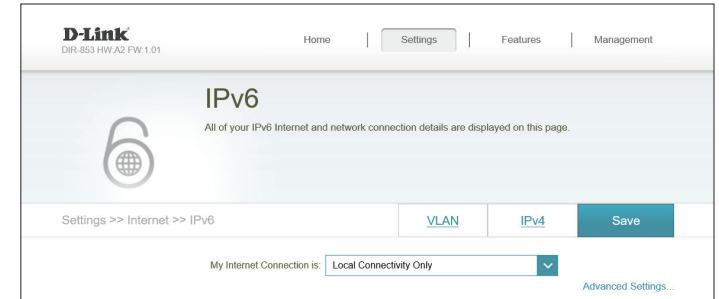 D-Link
DIR-853 HW:A2 FW:1.01
Home
Settings
Features
Management
IPv6
All of your IPv6 Internet and network connection details are displayed on this page.
Settings >> Internet >> IPv6
VLAN
IPv4
Save
My Internet Connection is: Local Connectivity Only
Advanced Settings...